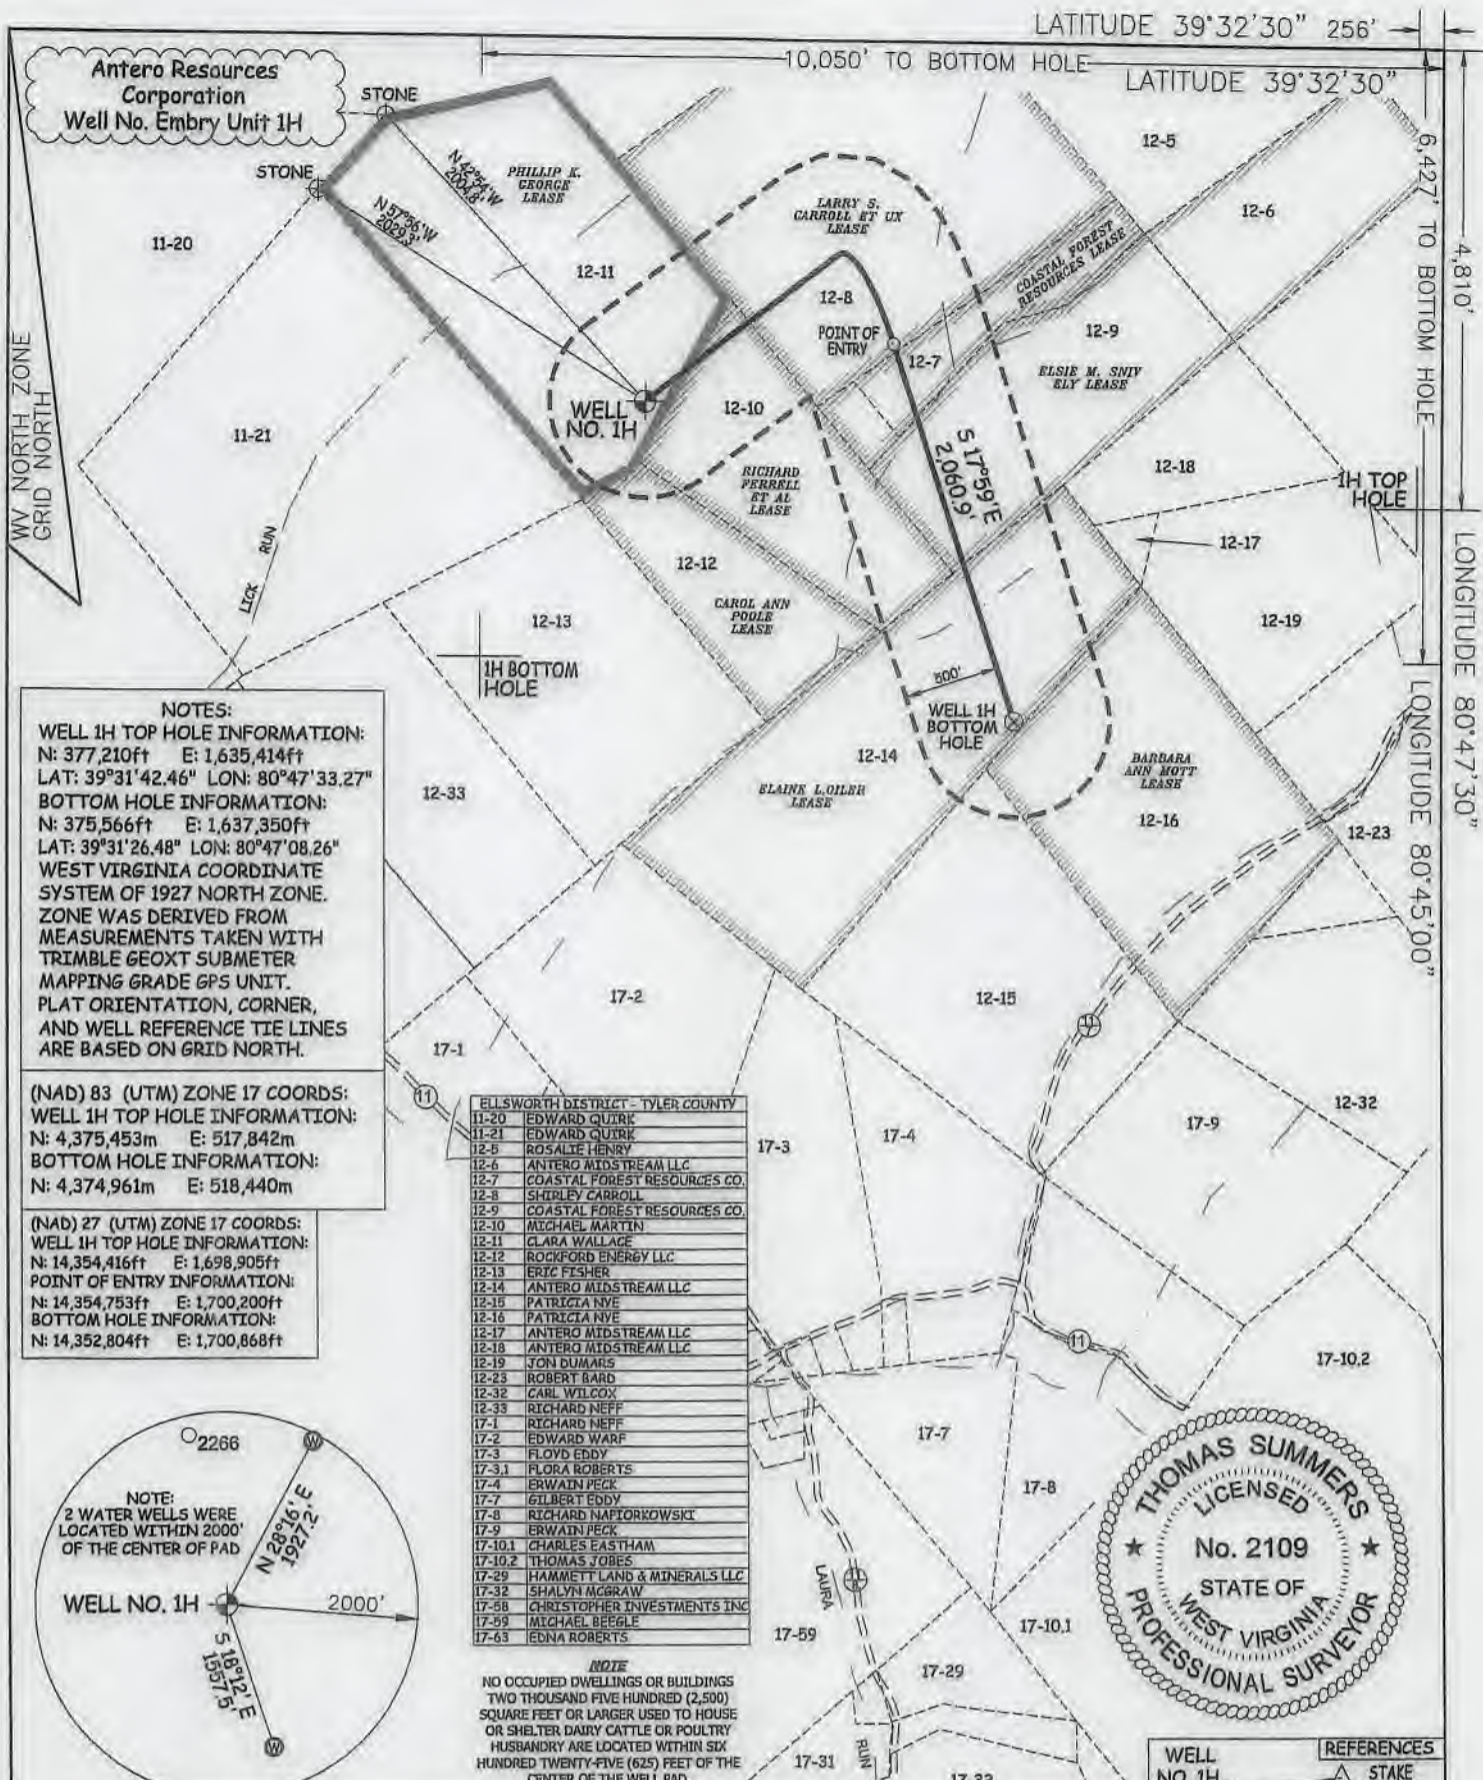 LATITUDE 39°32'30" 256'
10,050' TO BOTTOM HOLE
LATITUDE 39°32'30"
Antero Resources
Corporation
Well No. Embry Unit 1H
STONE
STONE
N 42°54' W
2004.8'
N 57°56' W
2029.3'
PHILLIP K.
GEORGE
LEASE
LARRY S.
CARROLL ET UX
LEASE
COASTAL FOREST
RESOURCES LEASE
12-5
12-6
6,427' TO BOTTOM HOLE
4,810'
11-20
12-11
12-8
POINT OF
ENTRY
12-7
12-9
ELSIE M. SNIV
ELY LEASE
WV NORTH ZONE
GRID NORTH
WELL
NO. 1H
12-10
11-21
RICHARD
FERRELL
ET AL
LEASE
S 17°59' E
2,060.9'
12-18
1H TOP
HOLE
12-17
LICK RUN
12-12
CAROL ANN
POOLE
LEASE
12-13
12-19
1H BOTTOM
HOLE
500'
WELL 1H
BOTTOM
HOLE
LONGITUDE 80°47'30"
LONGITUDE 80°45'00"
12-14
ELAINE L.OILER
LEASE
BARBARA
ANN MOTT
LEASE
12-16
12-33
12-23
NOTES:
WELL 1H TOP HOLE INFORMATION:
N: 377,210ft E: 1,635,414ft
LAT: 39°31'42.46" LON: 80°47'33.27"
BOTTOM HOLE INFORMATION:
N: 375,566ft E: 1,637,350ft
LAT: 39°31'26.48" LON: 80°47'08.26"
WEST VIRGINIA COORDINATE
SYSTEM OF 1927 NORTH ZONE.
ZONE WAS DERIVED FROM
MEASUREMENTS TAKEN WITH
TRIMBLE GEOXT SUBMETER
MAPPING GRADE GPS UNIT.
PLAT ORIENTATION, CORNER,
AND WELL REFERENCE TIE LINES
ARE BASED ON GRID NORTH.
(NAD) 83 (UTM) ZONE 17 COORDS:
WELL 1H TOP HOLE INFORMATION:
N: 4,375,453m E: 517,842m
BOTTOM HOLE INFORMATION:
N: 4,374,961m E: 518,440m
(NAD) 27 (UTM) ZONE 17 COORDS:
WELL 1H TOP HOLE INFORMATION:
N: 14,354,416ft E: 1,698,905ft
POINT OF ENTRY INFORMATION:
N: 14,354,753ft E: 1,700,200ft
BOTTOM HOLE INFORMATION:
N: 14,352,804ft E: 1,700,868ft
17-2
12-15
17-1
11
17-3
17-4
17-9
12-32
11
17-10.2
17-7
17-8
17-10.1
17-59
17-29
17-31
LAURA
RUN
ELLSWORTH DISTRICT - TYLER COUNTY
11-20 EDWARD QUIRK
11-21 EDWARD QUIRK
12-5 ROSALIE HENRY
12-6 ANTERO MIDSTREAM LLC
12-7 COASTAL FOREST RESOURCES CO.
12-8 SHIRLEY CARROLL
12-9 COASTAL FOREST RESOURCES CO.
12-10 MICHAEL MARTIN
12-11 CLARA WALLACE
12-12 ROCKFORD ENERGY LLC
12-13 ERIC FISHER
12-14 ANTERO MIDSTREAM LLC
12-15 PATRICIA NYE
12-16 PATRICIA NYE
12-17 ANTERO MIDSTREAM LLC
12-18 ANTERO MIDSTREAM LLC
12-19 JON DUMARS
12-23 ROBERT BARD
12-32 CARL WILCOX
12-33 RICHARD NEFF
17-1 RICHARD NEFF
17-2 EDWARD WARF
17-3 FLOYD EDDY
17-3.1 FLORA ROBERTS
17-4 ERWAIN PECK
17-7 GILBERT EDDY
17-8 RICHARD NAPIORKOWSKI
17-9 ERWAIN PECK
17-10.1 CHARLES EASTHAM
17-10.2 THOMAS JOBES
17-29 HAMMETT LAND & MINERALS LLC
17-32 SHALYN MCGRAW
17-58 CHRISTOPHER INVESTMENTS INC
17-59 MICHAEL BEEGLE
17-63 EDNA ROBERTS
NOTE
NO OCCUPIED DWELLINGS OR BUILDINGS
TWO THOUSAND FIVE HUNDRED (2,500)
SQUARE FEET OR LARGER USED TO HOUSE
OR SHELTER DAIRY CATTLE OR POULTRY
HUSBANDRY ARE LOCATED WITHIN SIX
HUNDRED TWENTY-FIVE (625) FEET OF THE
CENTER OF THE WELL PAD
2266
W
NOTE:
2 WATER WELLS WERE
LOCATED WITHIN 2000'
OF THE CENTER OF PAD
N 28°16' E
1927.2'
WELL NO. 1H
2000'
S 18°12' E
1557.5'
W
THOMAS SUMMERS
LICENSED
No. 2109
STATE OF
WEST VIRGINIA
PROFESSIONAL SURVEYOR
REFERENCES
WELL
NO. 1H
STAKE